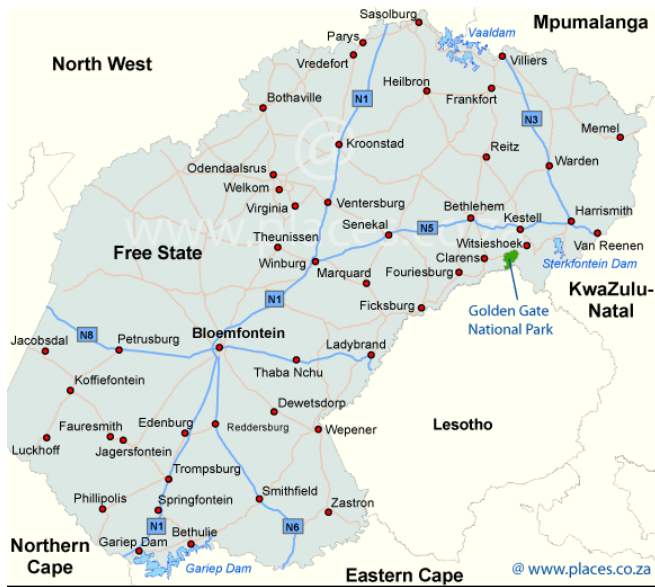 Sasolburg
Mpumalanga
Parys
Vaaldam
North West
Vredefort
Villiers
Heilbron
Frankfort
Bothaville
N1
N3
@
Memel
Kroonstad
Reitz
Warden
Odendaalsrus
Welkom
Virginia
Ventersburg
Bethlehem
Harrismith
www.places.co.z
Senekal
N5
Kestell
Theunissen
Witsieshoek
Van Reenen
Free State
Winburg
Clarens
Marquard
Fouriesburg
Sterkfontein Dam
KwaZulu-
Natal
N1
Ficksburg
Golden Gate
National Park
N8
Bloemfontein
Jacobsdal
Petrusburg
Ladybrand
Thaba Nchu
Koffiefontein
Dewetsdorp
Lesotho
Fauresmith
Edenburg
Reddersburg
Wepener
Luckhoff
Jagersfontein
Trompsburg
Phillipolis
Springfontein
Smithfield
Zastron
N1
N6
Bethulie
Northern
Cape
Gariep Dam
Gariep Dam
Eastern Cape
@ www.places.co.za